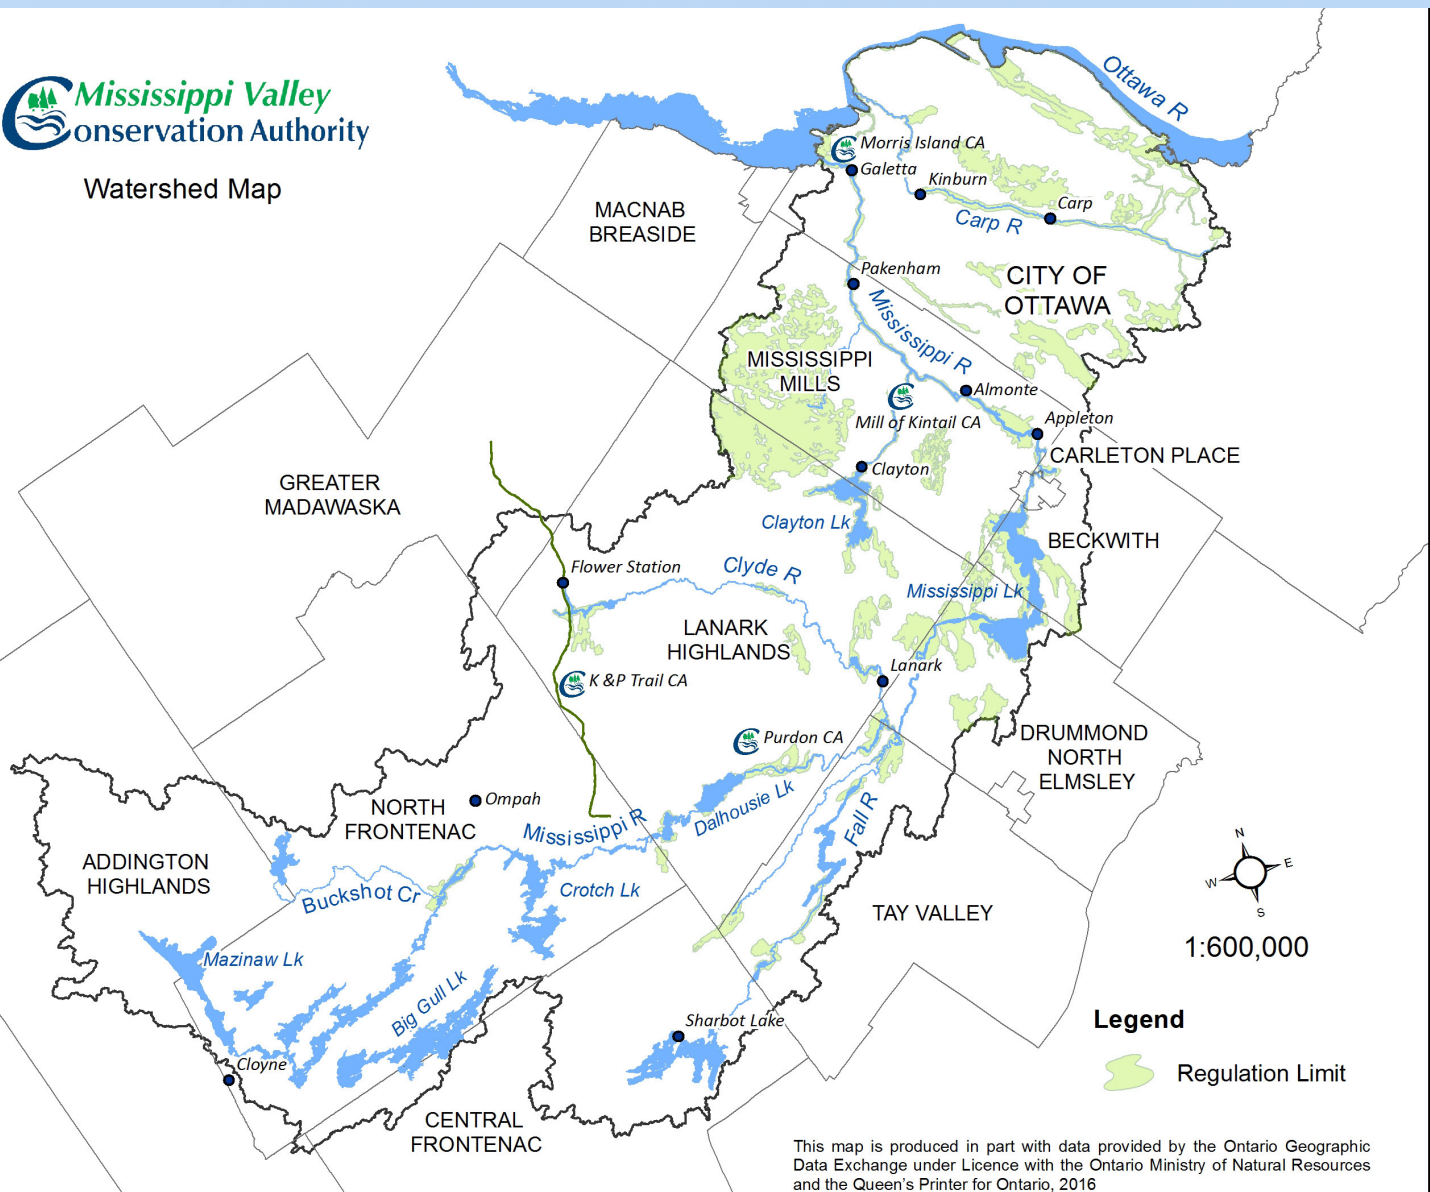 Mississippi Valley
Conservation Authority
Watershed Map
Ottawa R
Morris Island CA
Galetta
Kinburn
Carp
Carp R
MACNAB
BREASIDE
Pakenham
CITY OF
OTTAWA
Mississippi R
MISSISSIPPI
MILLS
Almonte
Mill of Kintail CA
Appleton
CARLETON PLACE
Clayton
GREATER
MADAWASKA
Clayton Lk
BECKWITH
Flower Station
Clyde R
Mississippi Lk
LANARK
HIGHLANDS
Lanark
K &P Trail CA
Purdon CA
DRUMMOND
NORTH
ELMSLEY
Ompah
NORTH
FRONTENAC
Mississippi R
Dalhousie Lk
Fall R
ADDINGTON
HIGHLANDS
Buckshot Cr
Crotch Lk
TAY VALLEY
N
E
W
S
1:600,000
Mazinaw Lk
Big Gull Lk
Sharbot Lake
Cloyne
CENTRAL
FRONTENAC
Legend
Regulation Limit
This map is produced in part with data provided by the Ontario Geographic
Data Exchange under Licence with the Ontario Ministry of Natural Resources
and the Queen's Printer for Ontario, 2016